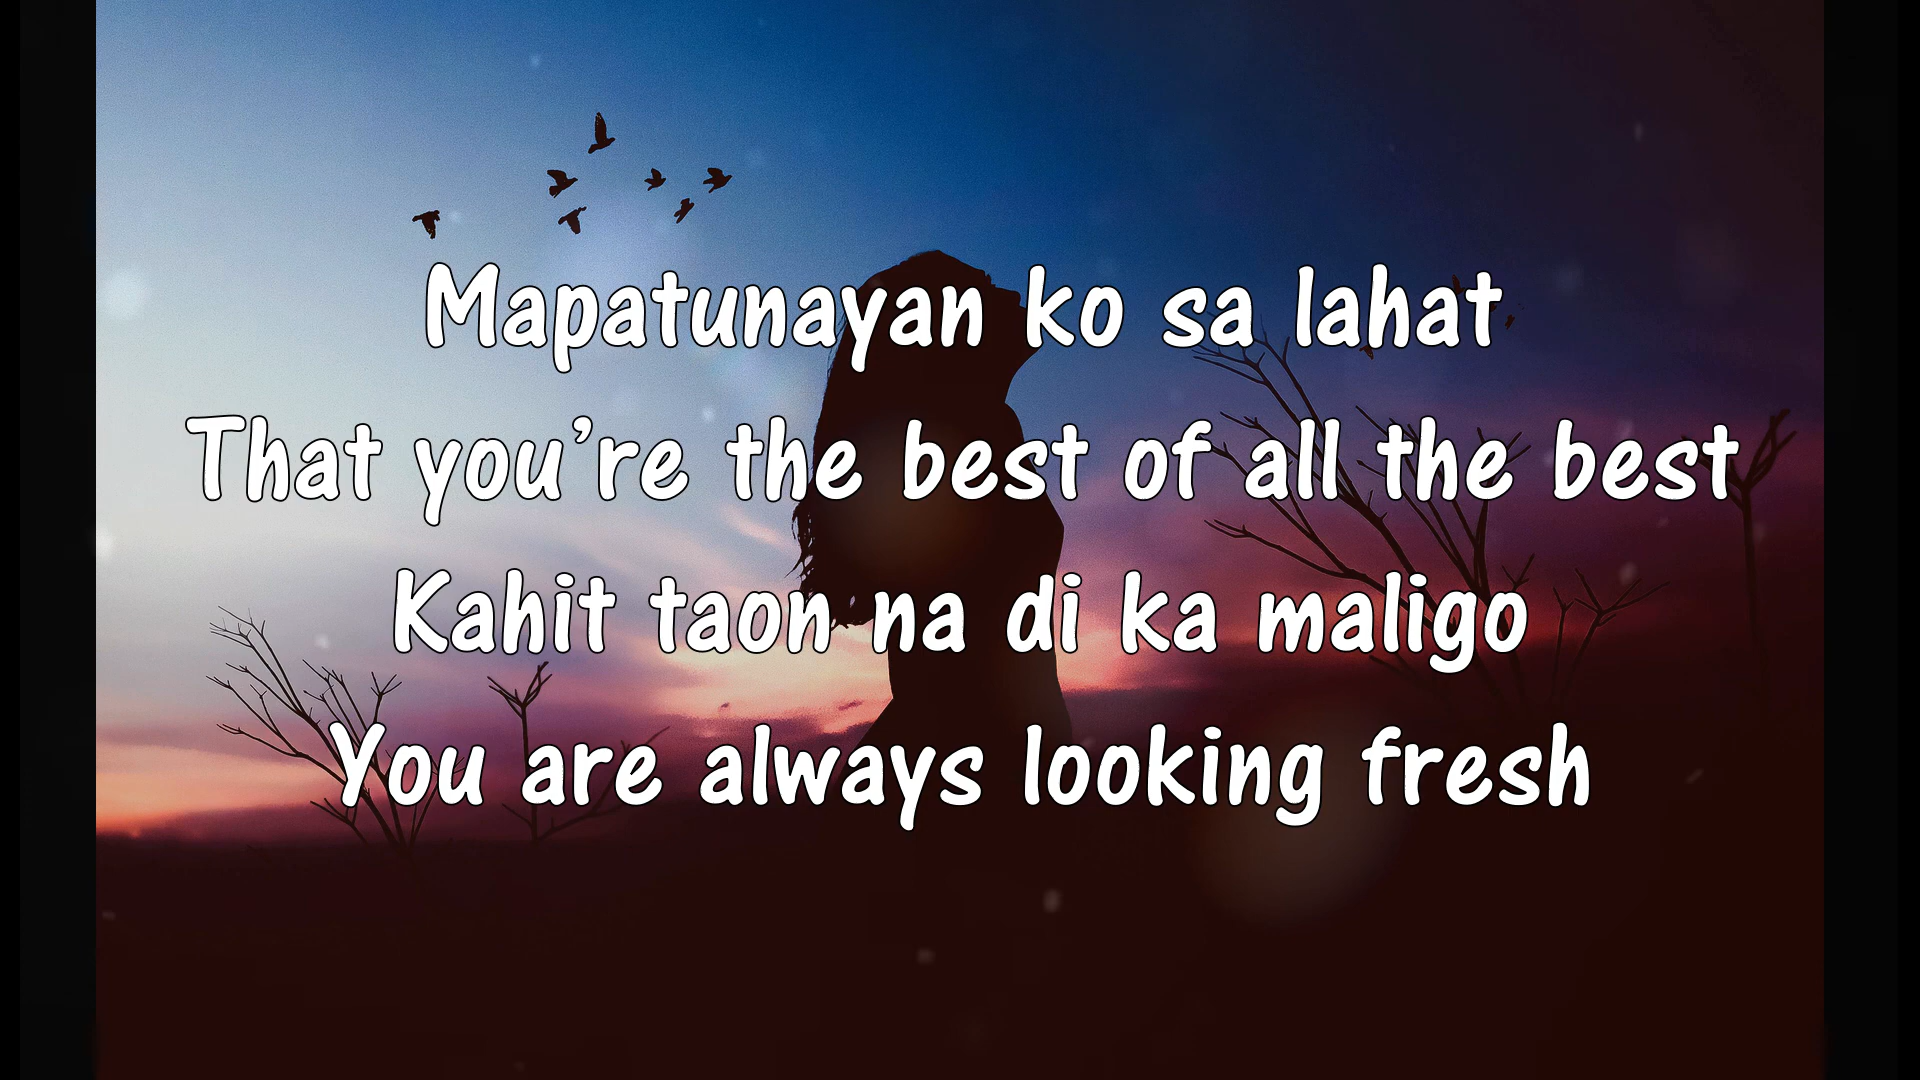 Mapatunayan ko sa lahat
That you're the best of all the best
Kahit taon na di ka maligo
You are always looking fresh